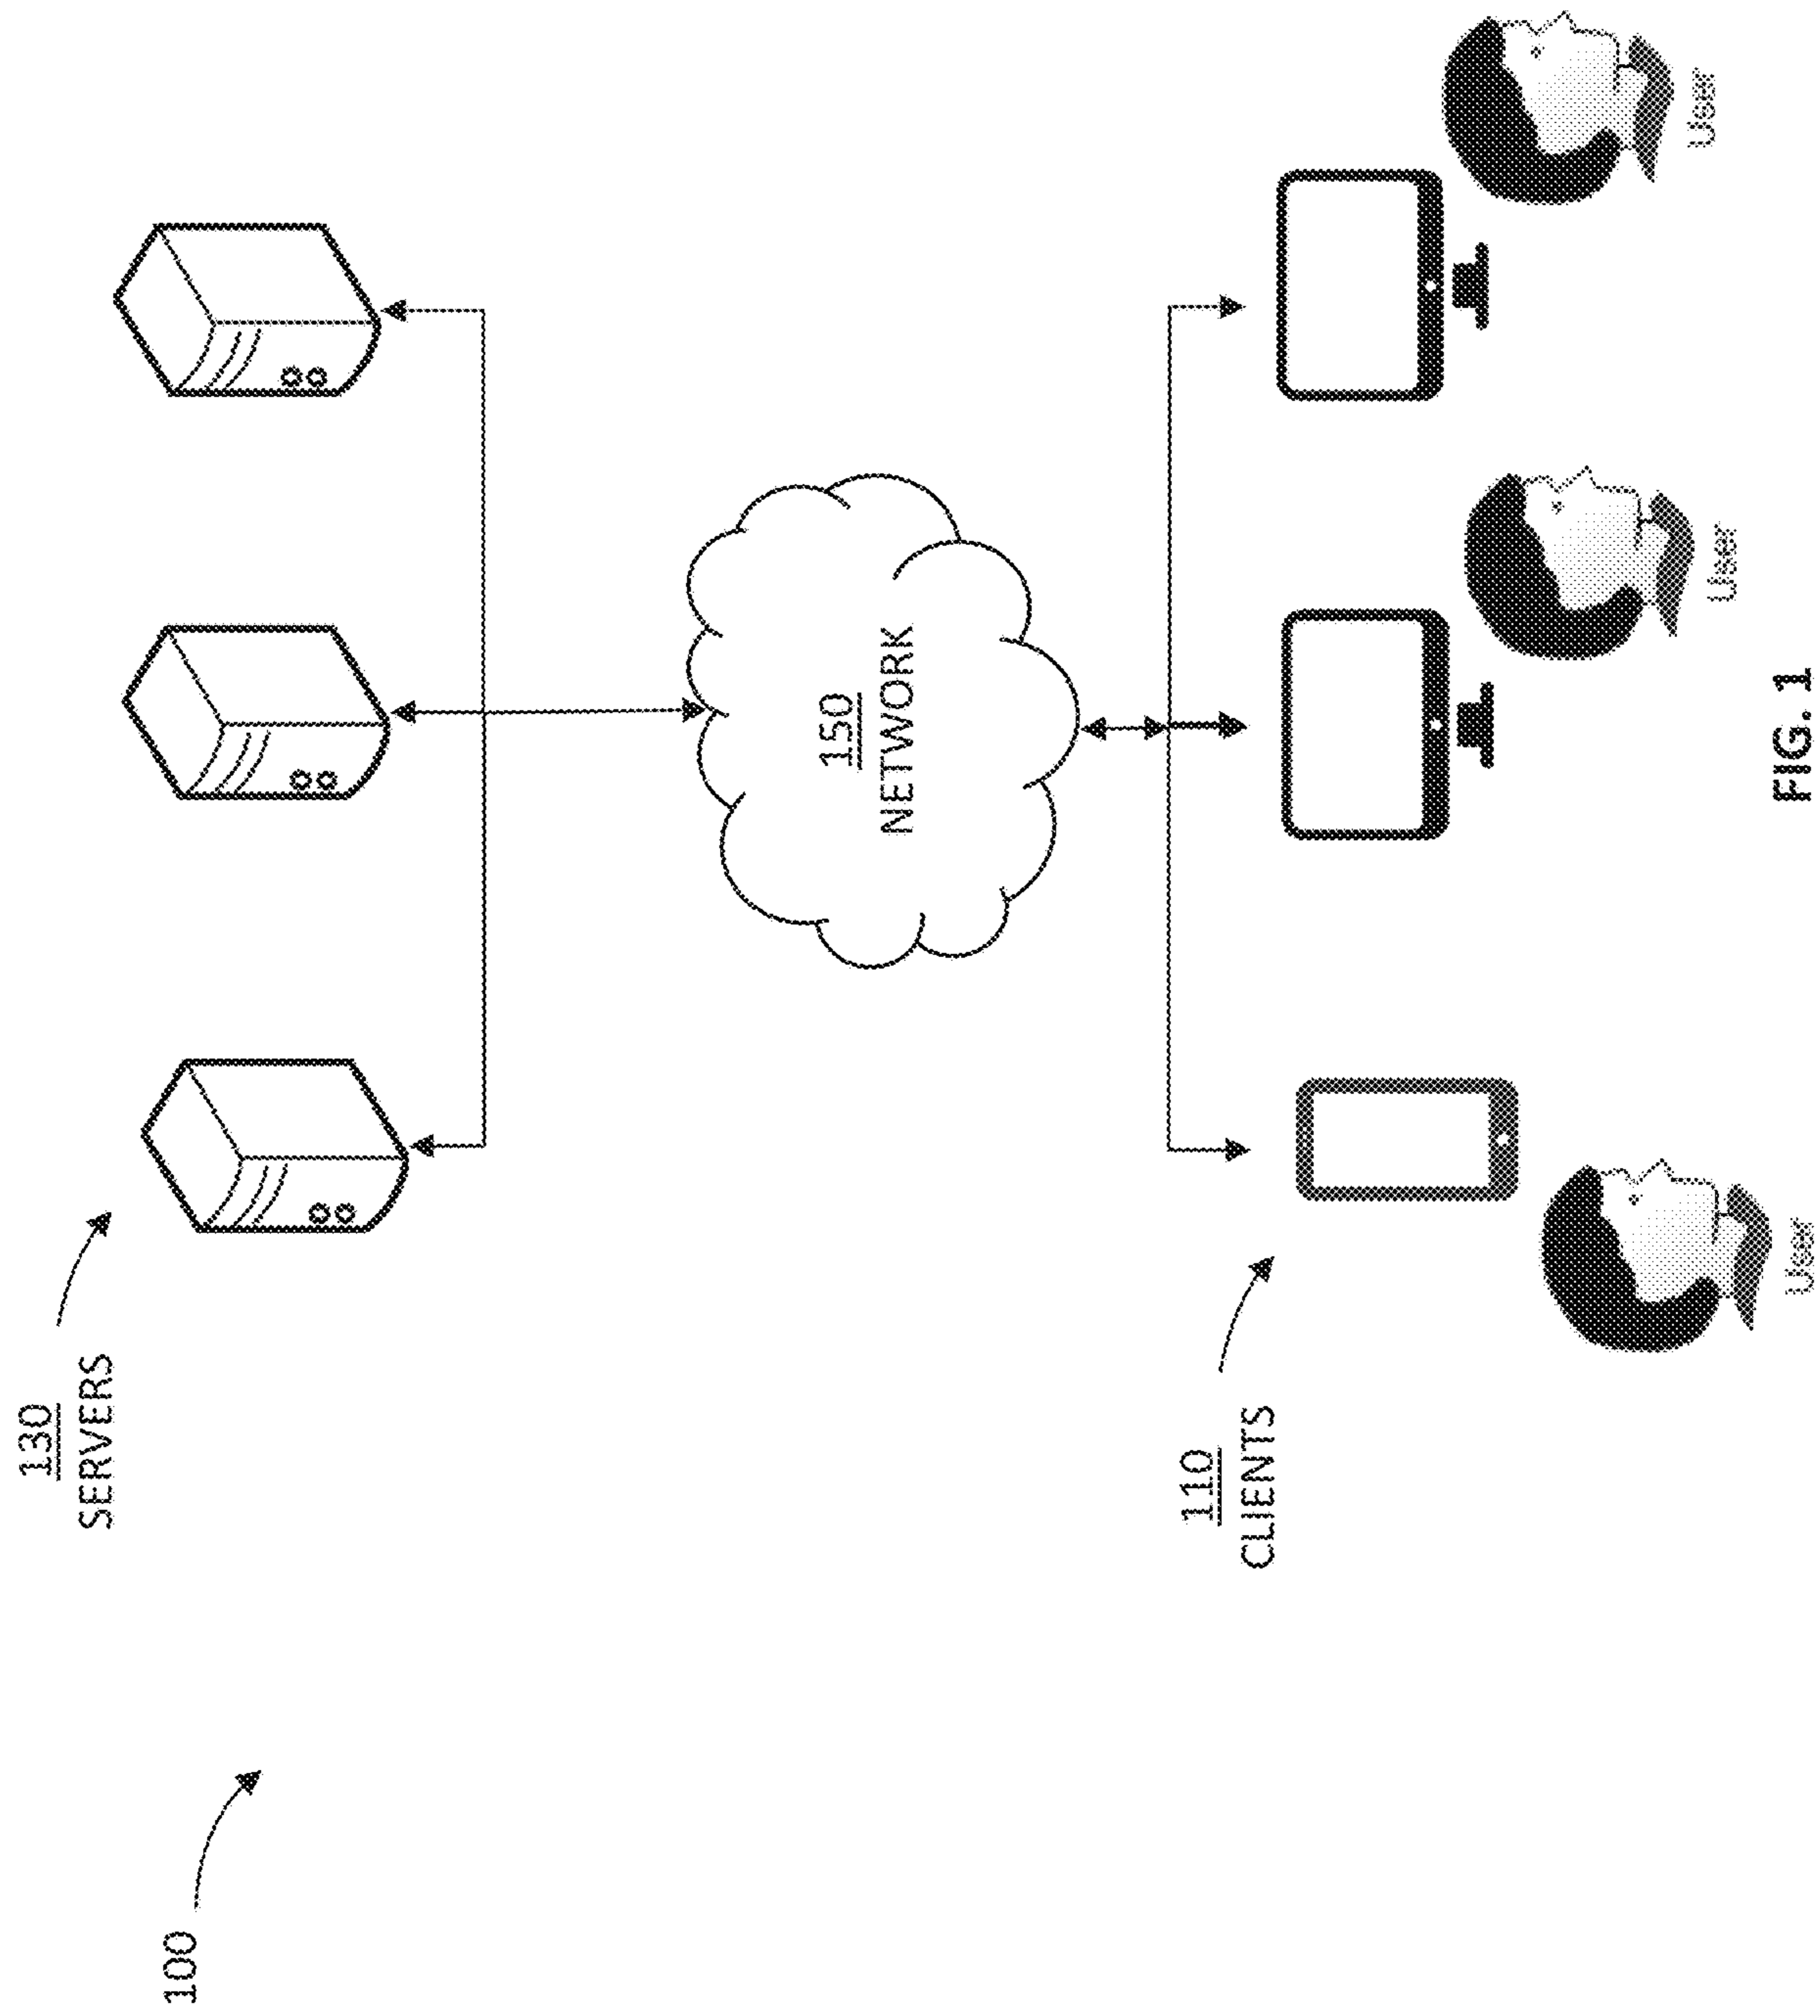 100
130
SERVERS
150
NETWORK
110
CLIENTS
User
User
User
FIG. 1